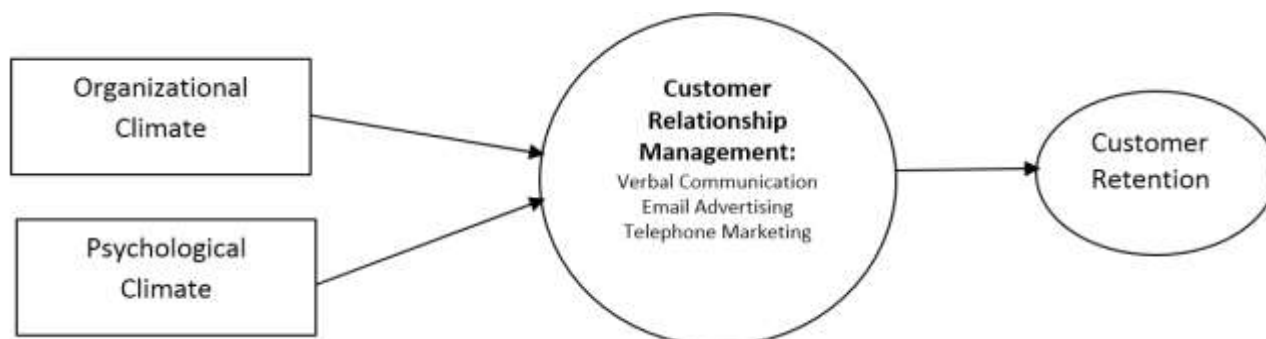 Organizational
Climate
Psychological
Climate
Customer
Relationship
Management:
Verbal Communication
Email Advertising
Telephone Marketing
Customer
Retention